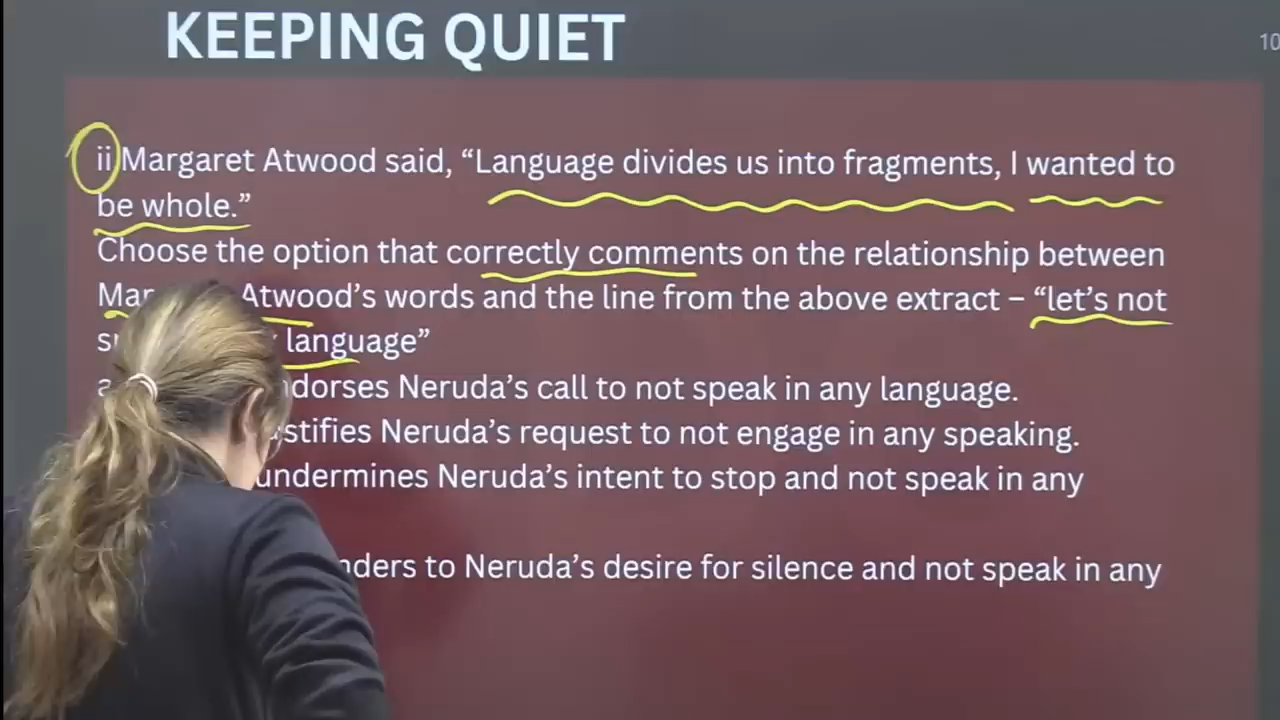 KEEPING QUIET
10
ii Margaret Atwood said, “Language divides us into fragments, I wanted to
be whole.”
Choose the option that correctly comments on the relationship between
Atwood’s words and the line from the above extract – “let’s not
language”
Neruda’s call to not speak in any language.
Neruda’s request to not engage in any speaking.
undermines Neruda’s intent to stop and not speak in any
to Neruda’s desire for silence and not speak in any